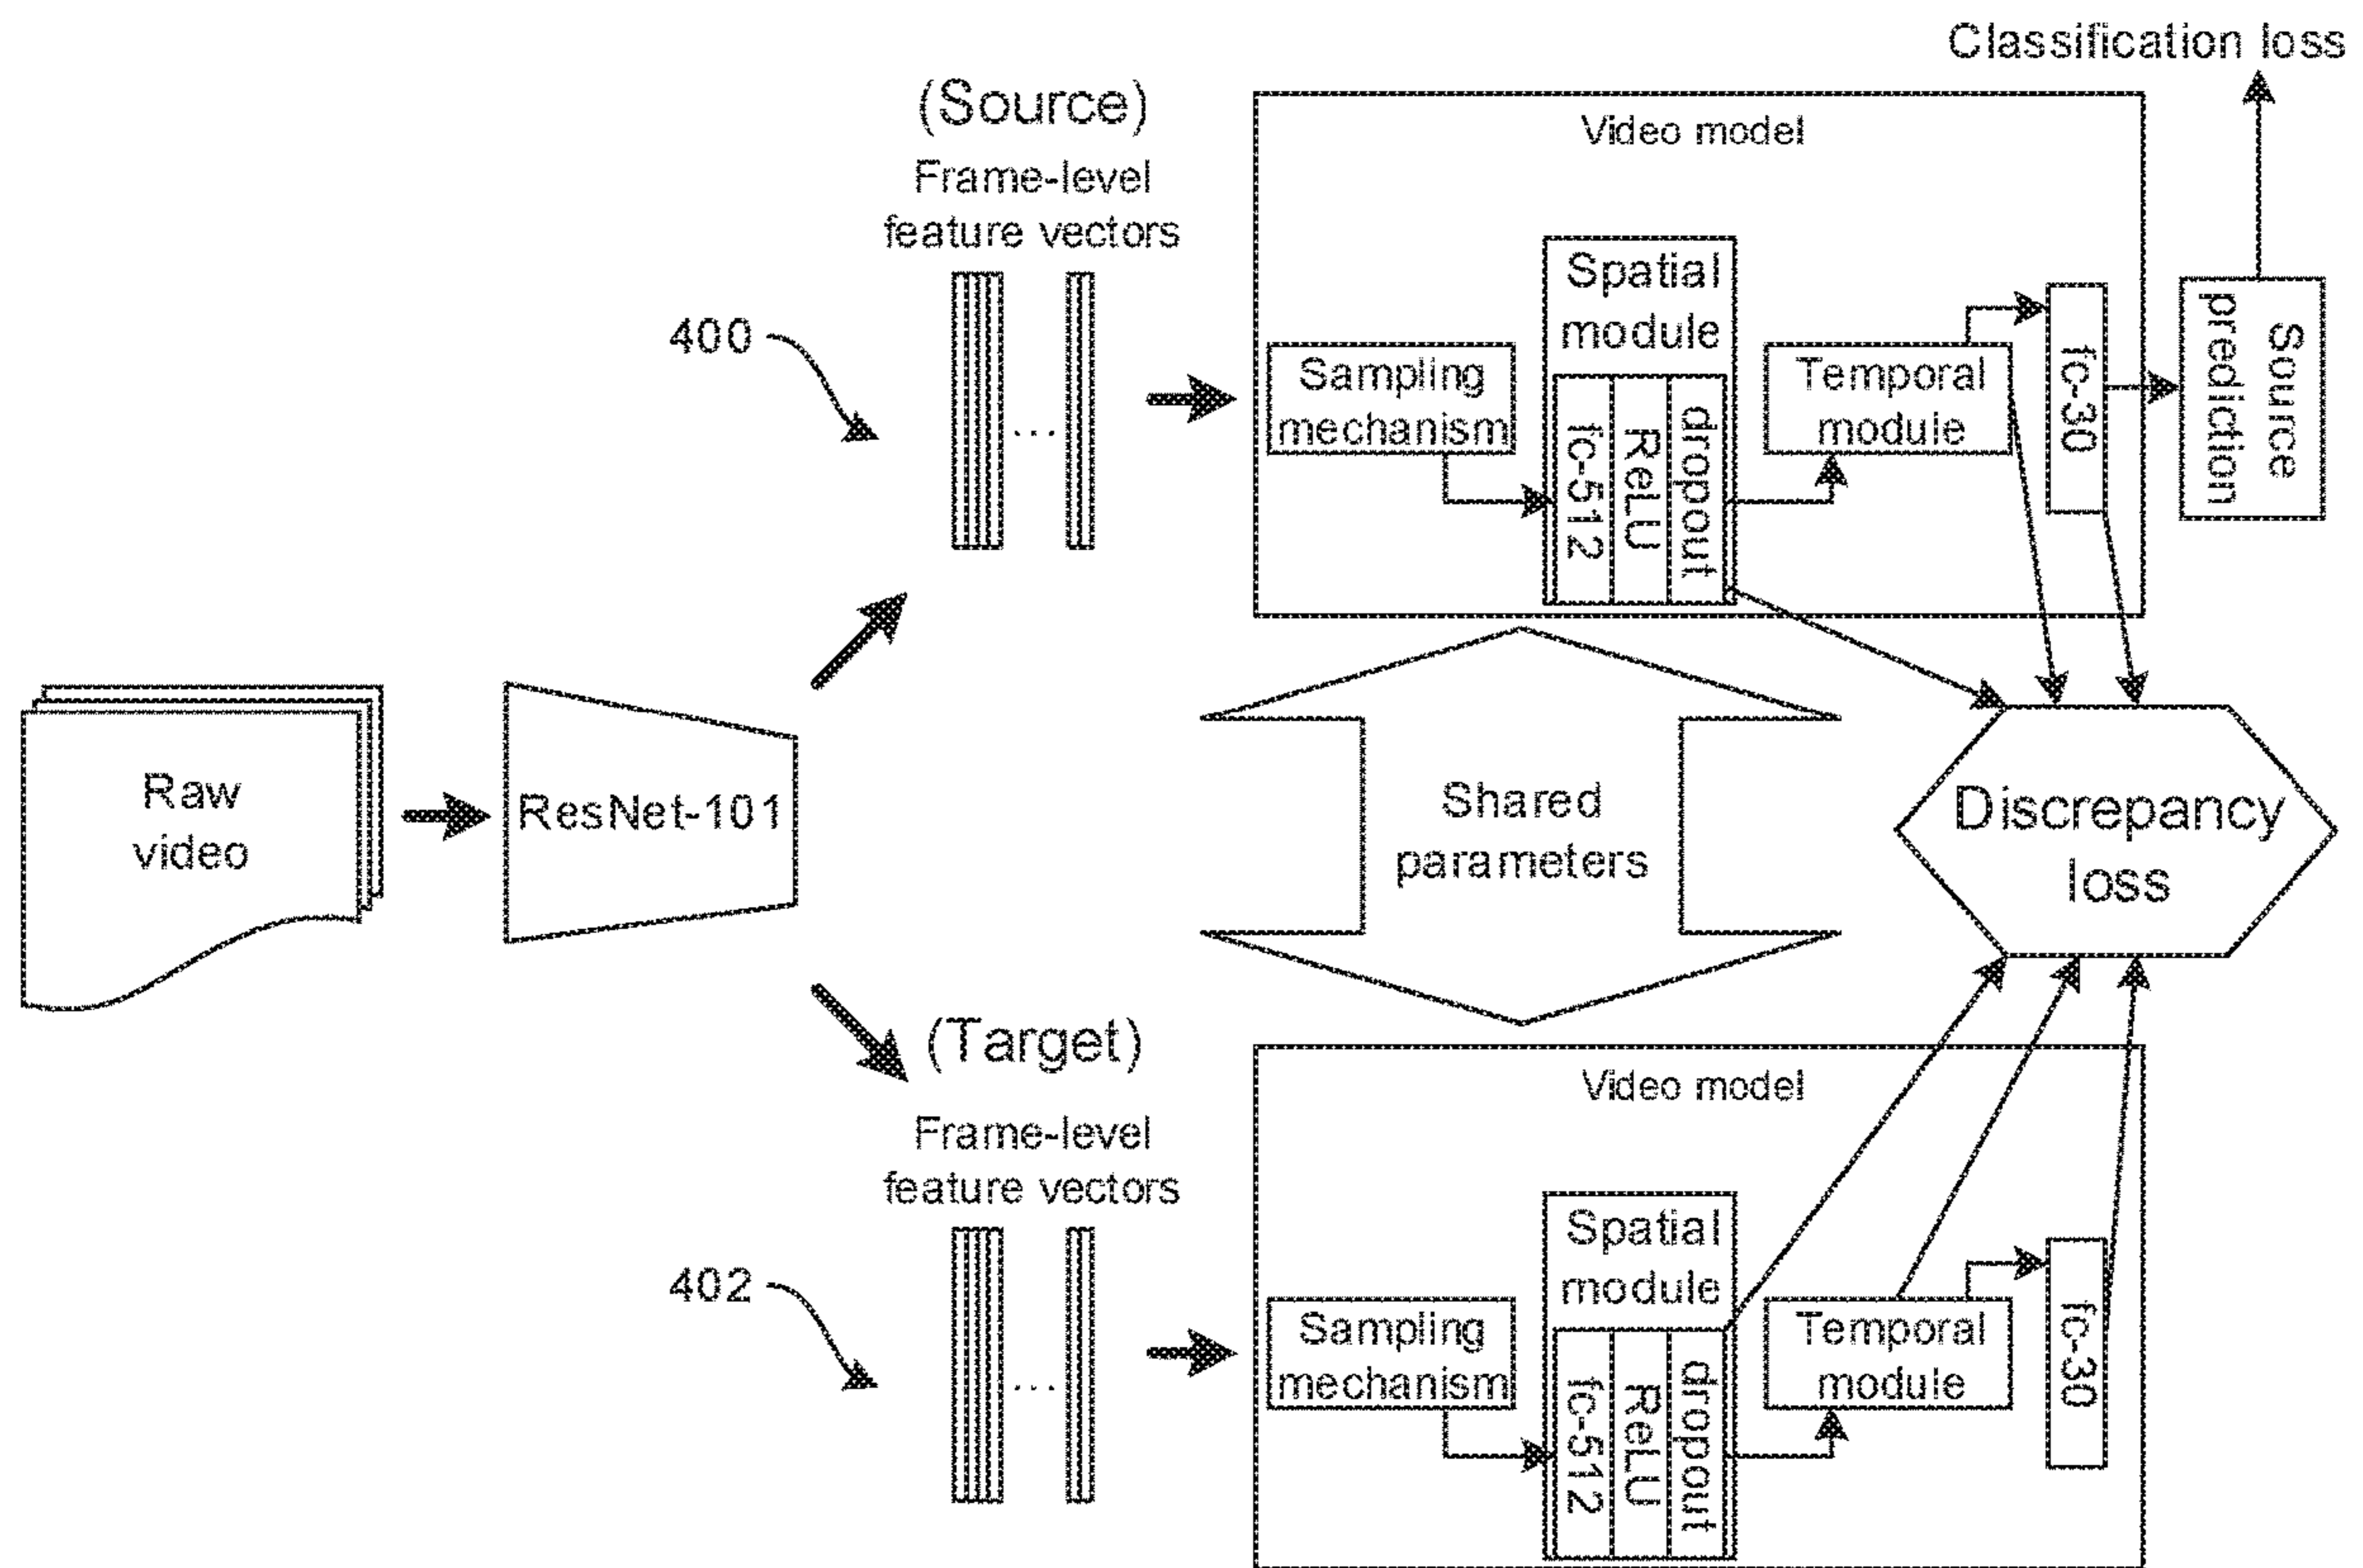 Classification loss
(Source)
Frame-level
feature vectors
400
...
Video model
Sampling
mechanism
Spatial
module
fc-512
ReLU
dropout
Temporal
module
fc-30
Source
prediction
Raw
video
ResNet-101
Shared
parameters
Discrepancy
loss
(Target)
Frame-level
feature vectors
402
...
Video model
Sampling
mechanism
Spatial
module
fc-512
ReLU
dropout
Temporal
module
fc-30